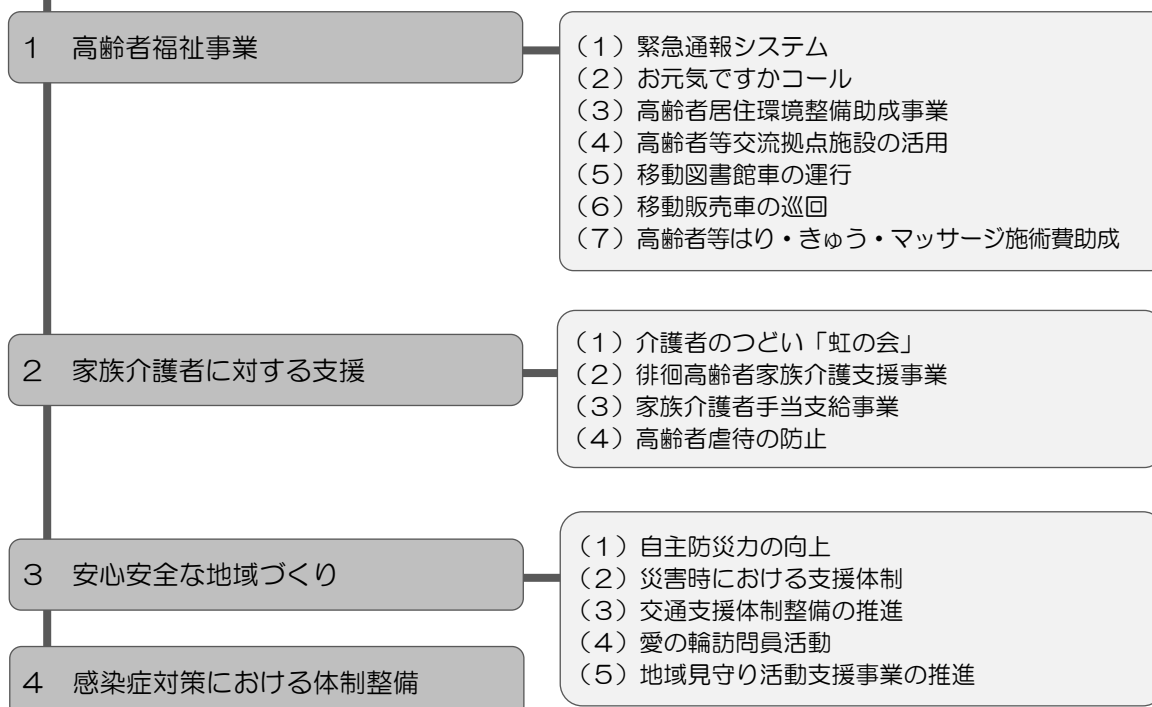 1 高齢者福祉事業
（1）緊急通報システム
（2）お元気ですかコール
（3）高齢者居住環境整備助成事業
（4）高齢者等交流拠点施設の活用
（5）移動図書館車の運行
（6）移動販売車の巡回
（7）高齢者等はり・きゅう・マッサージ施術費助成
2 家族介護者に対する支援
（1）介護者のつどい「虹の会」
（2）徘徊高齢者家族介護支援事業
（3）家族介護者手当支給事業
（4）高齢者虐待の防止
3 安心安全な地域づくり
（1）自主防災力の向上
（2）災害時における支援体制
（3）交通支援体制整備の推進
（4）愛の輪訪問員活動
（5）地域見守り活動支援事業の推進
4 感染症対策における体制整備